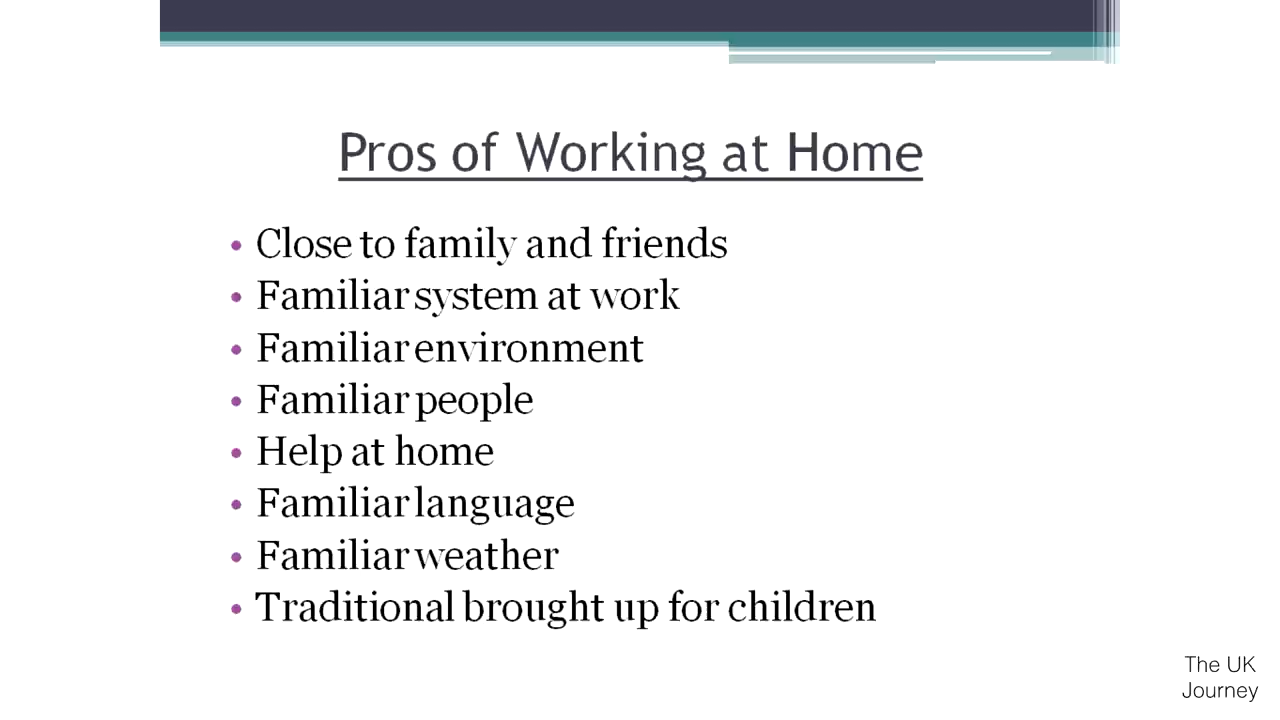 Pros of Working at Home
• Close to family and friends
• Familiar system at work
• Familiar environment
• Familiar people
• Help at home
• Familiar language
• Familiar weather
• Traditional brought up for children
The UK
Journey